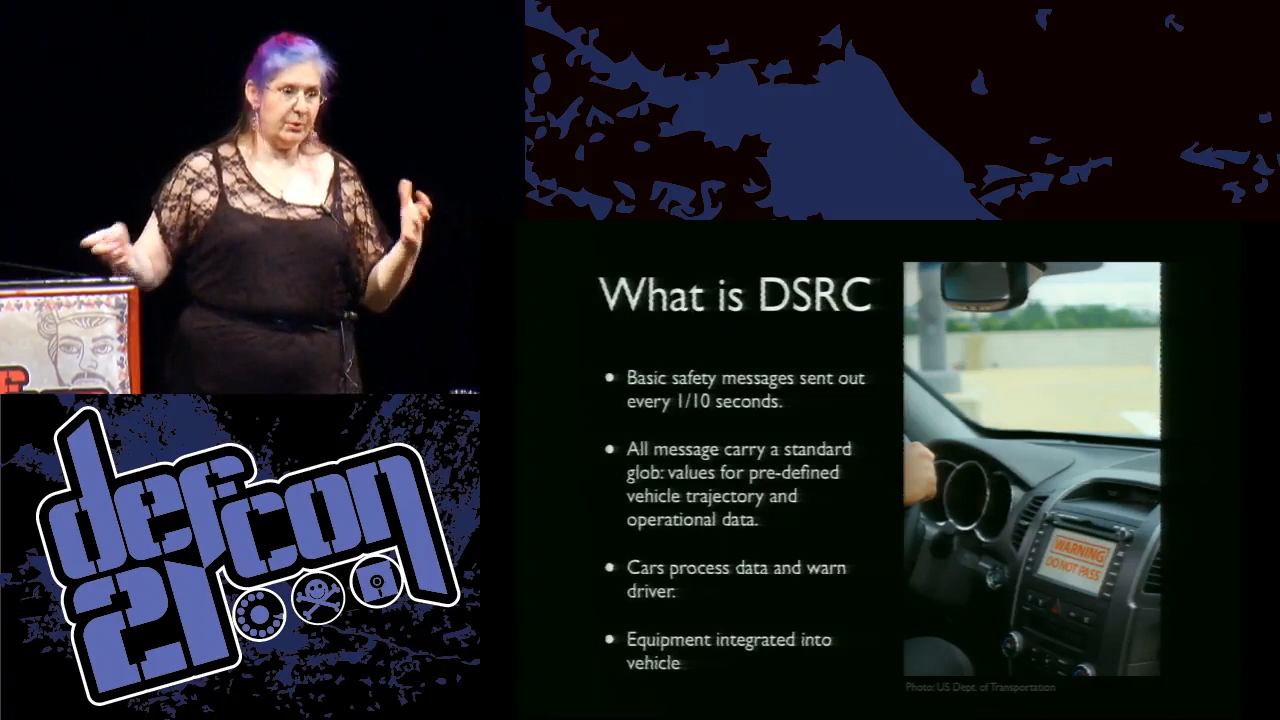 What is DSRC
Basic safety messages sent out
every 1/10 seconds.
All message carry a standard
glob: values for pre-defined
vehicle trajectory and
operational data.
Cars process data and warn
driver.
Equipment integrated into
vehicle
WARNING
DO NOT PASS
Photo: US Dept. of Transportation
defcon
21